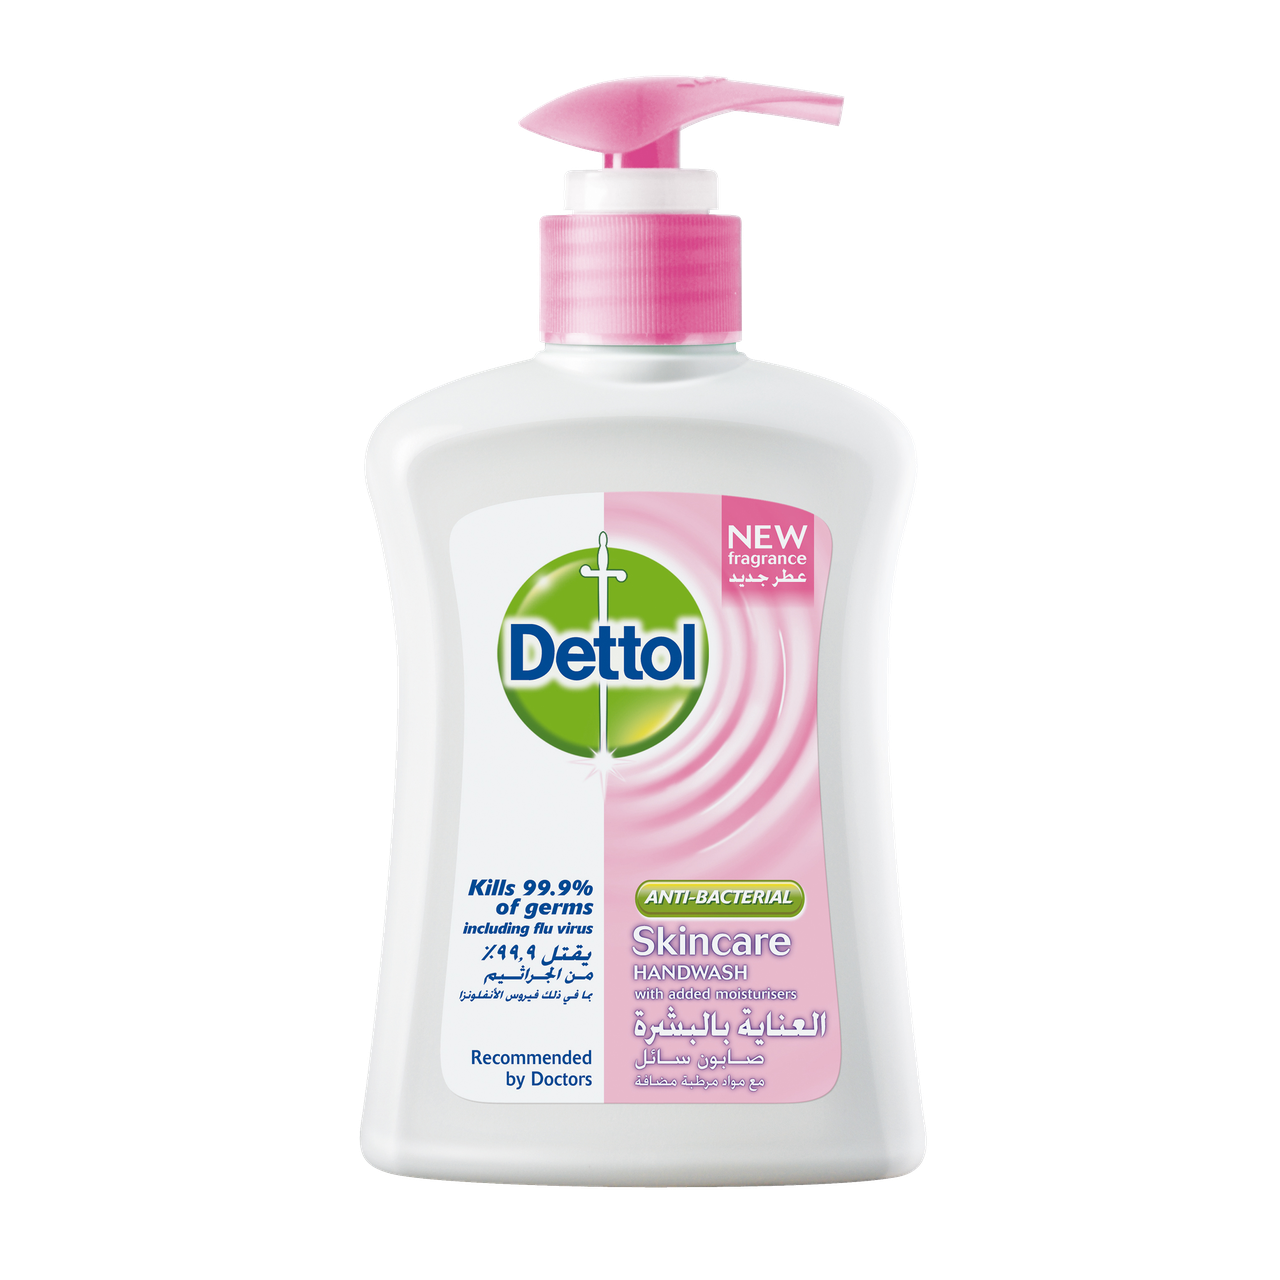 NEW
fragrance
عطر جديد
Dettol
Kills 99.9%
of germs
including flu virus
يقتل ٩٩,٩٪
من الجراثيم
بما في ذلك فيروس الأنفلونزا
Recommended
by Doctors
ANTI-BACTERIAL
Skincare
HANDWASH
with added moisturisers
العناية بالبشرة
صابون سائل
مع مواد مرطبة مضافة